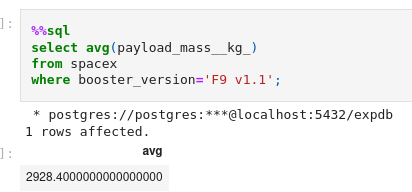 ]:
%%sql
select avg(payload_mass__kg_)
from spacex
where booster_version='F9 v1.1';
* postgres://postgres:***@localhost:5432/expdb
1 rows affected.
]:
avg
2928.4000000000000000